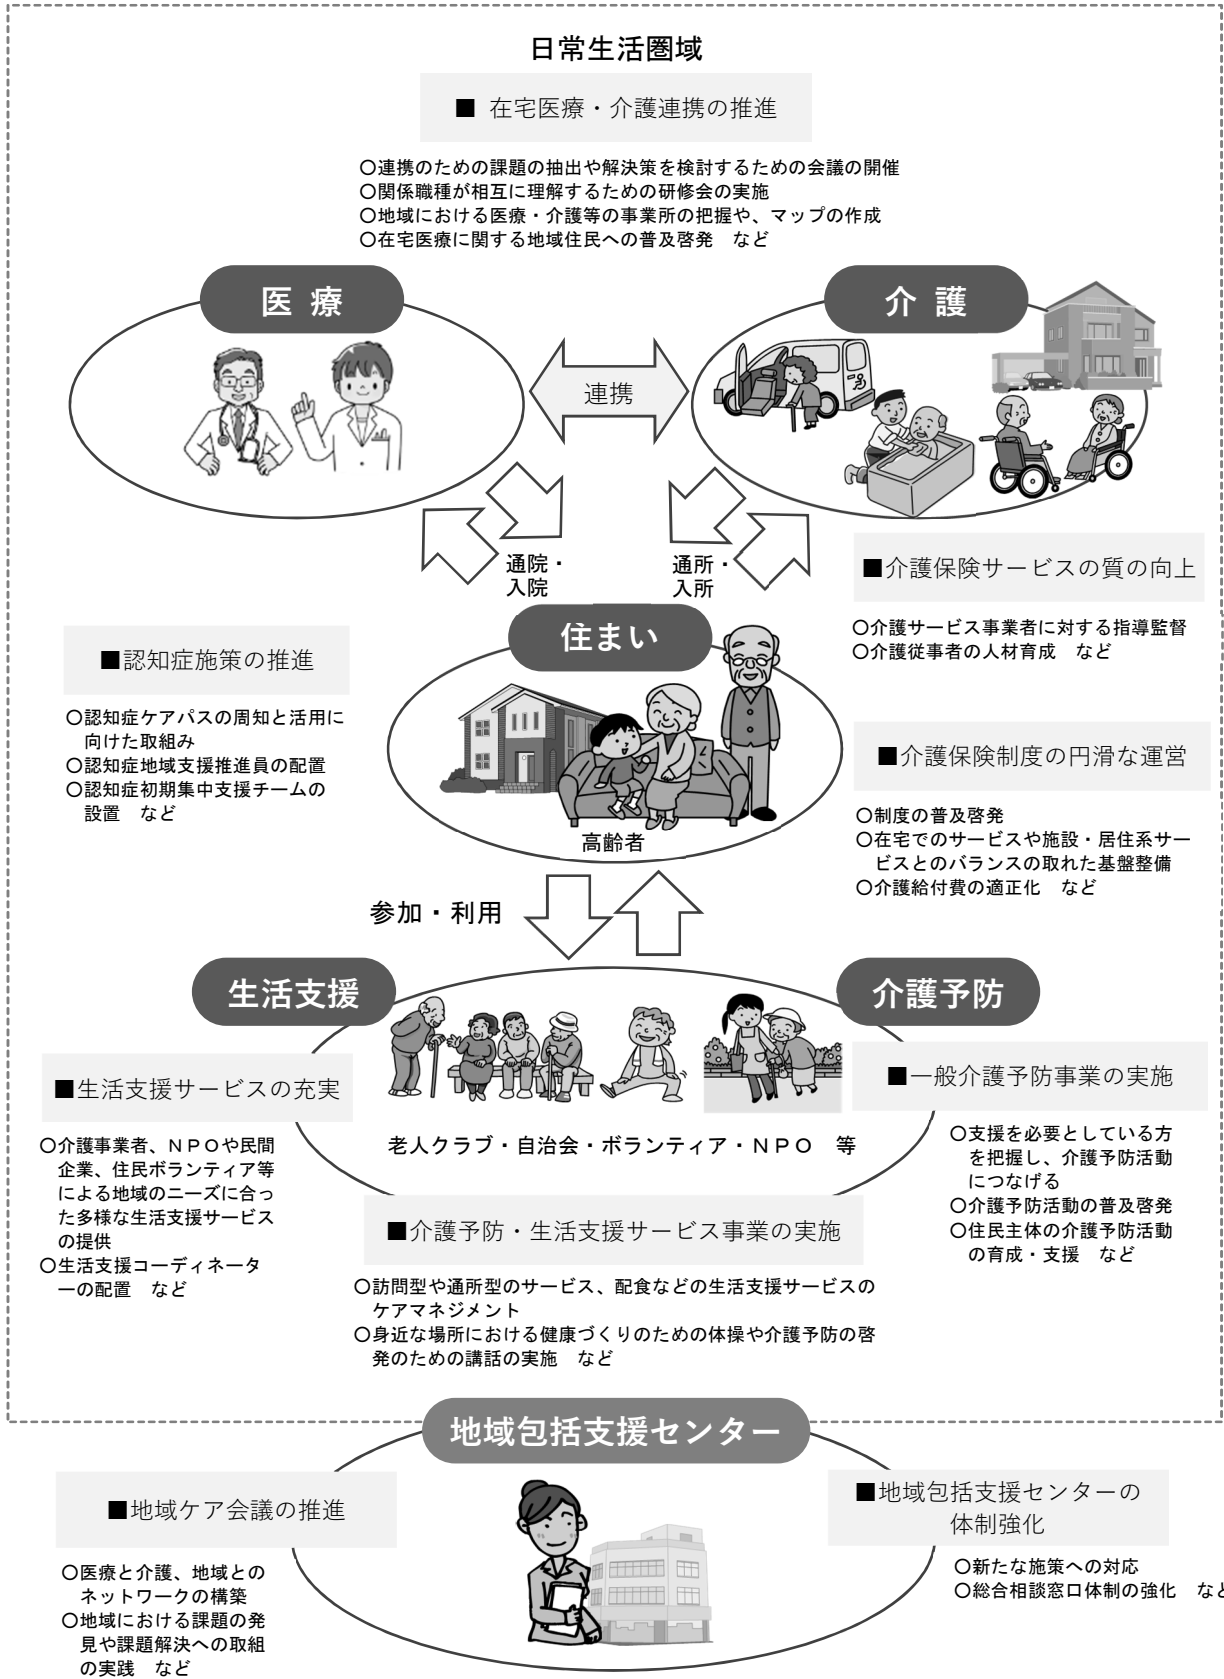 日常生活圏域
■ 在宅医療・介護連携の推進
〇連携のための課題の抽出や解決策を検討するための会議の開催
〇関係職種が相互に理解するための研修会の実施
〇地域における医療・介護等の事業所の把握や、マップの作成
〇在宅医療に関する地域住民への普及啓発 など
医 療
介 護
連携
通院・
入院
通所・
入所
■介護保険サービスの質の向上
〇介護サービス事業者に対する指導監督
〇介護従事者の人材育成 など
住まい
■認知症施策の推進
〇認知症ケアパスの周知と活用に
向けた取組み
〇認知症地域支援推進員の配置
〇認知症初期集中支援チームの
設置 など
■介護保険制度の円滑な運営
〇制度の普及啓発
〇在宅でのサービスや施設・居住系サー
ビスとのバランスの取れた基盤整備
〇介護給付費の適正化 など
高齢者
参加・利用
生活支援
介護予防
■生活支援サービスの充実
〇介護事業者、ＮＰＯや民間
企業、住民ボランティア等
による地域のニーズに合っ
た多様な生活支援サービス
の提供
〇生活支援コーディネータ
ーの配置 など
老人クラブ・自治会・ボランティア・ＮＰＯ 等
■一般介護予防事業の実施
〇支援を必要としている方
を把握し、介護予防活動
につなげる
〇介護予防活動の普及啓発
〇住民主体の介護予防活動
の育成・支援 など
■介護予防・生活支援サービス事業の実施
〇訪問型や通所型のサービス、配食などの生活支援サービスの
ケアマネジメント
〇身近な場所における健康づくりのための体操や介護予防の啓
発のための講話の実施 など
地域包括支援センター
■地域ケア会議の推進
〇医療と介護、地域との
ネットワークの構築
〇地域における課題の発
見や課題解決への取組
の実践 など
■地域包括支援センターの
体制強化
〇新たな施策への対応
〇総合相談窓口体制の強化 など